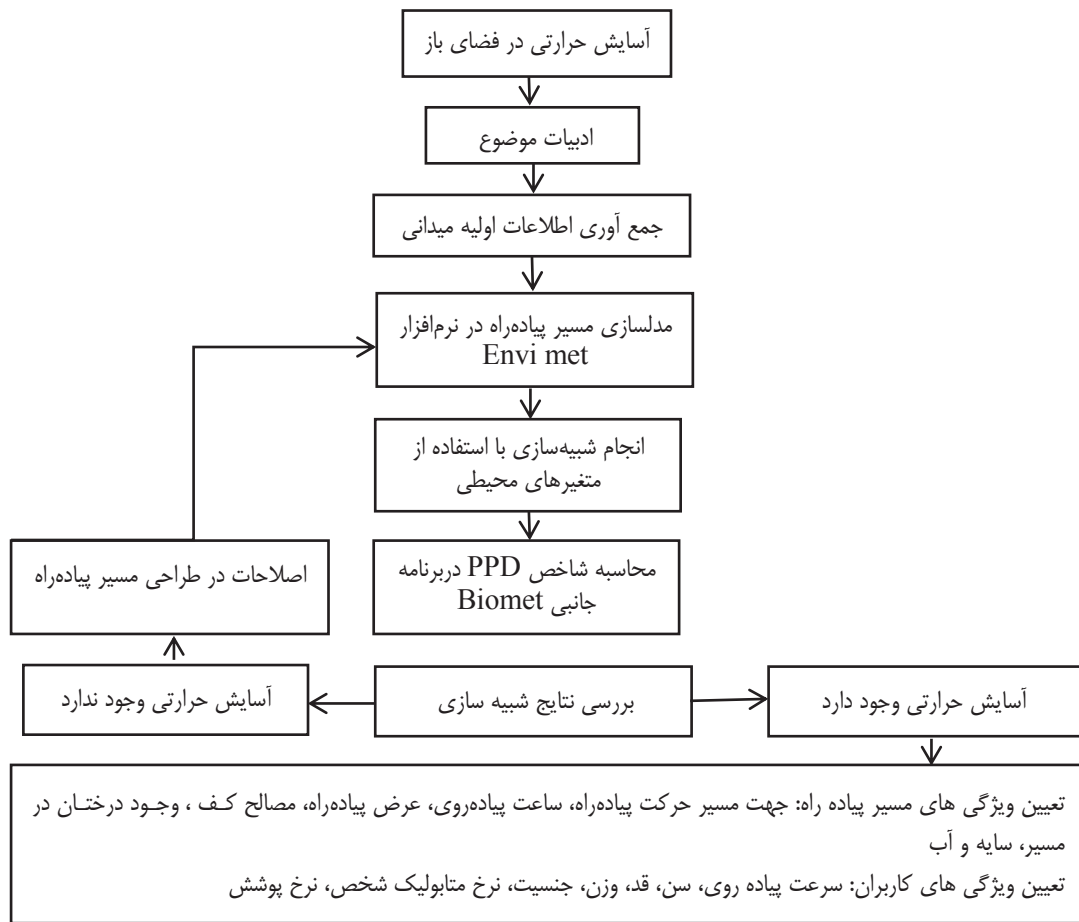 آسایش حرارتی در فضای باز
ادبیات موضوع
جمع آوری اطلاعات اولیه میدانی
مدلسازی مسیر پیاده‌راه در نرم‌افزار
Envi met
انجام شبیه‌سازی با استفاده از
متغیرهای محیطی
محاسبه شاخص PPD دربرنامه
جانبی Biomet
اصلاحات در طراحی مسیر پیاده‌راه
آسایش حرارتی وجود دارد
بررسی نتایج شبیه سازی
آسایش حرارتی وجود ندارد
تعیین ویژگی های مسیر پیاده راه: جهت مسیر حرکت پیاده‌راه، ساعت پیاده‌روی، عرض پیاده‌راه، مصالح کـف ، وجـود درختـان در
مسیر، سایه و آب
تعیین ویژگی های کاربران: سرعت پیاده روی، سن، قد، وزن، جنسیت، نرخ متابولیک شخص، نرخ پوشش